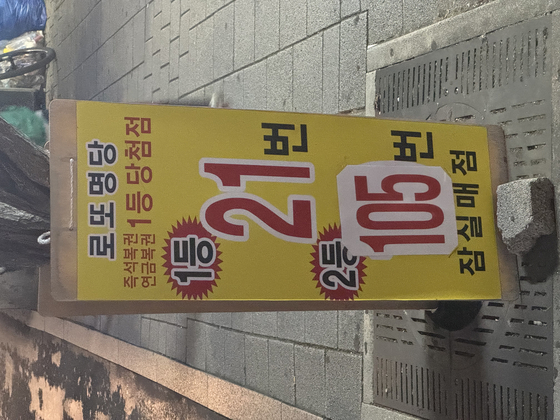 로또명당
즉석복권
연금복권
1등당첨점
1등 21번
2등 105번
잠실매점